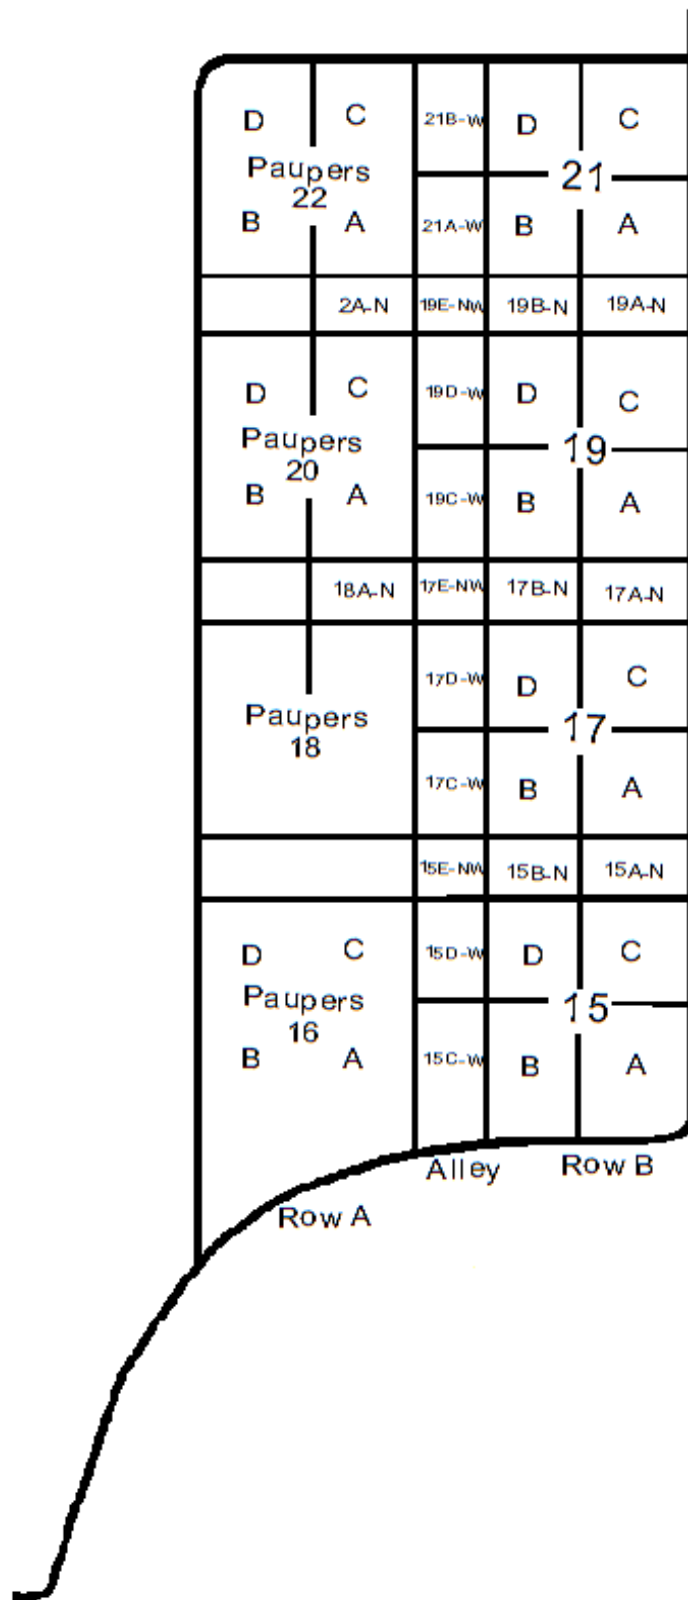 D C 21B-W D C
Paupers 21
22
B A 21A-W B A
2A-N 19E-NW 19B-N 19A-N
D C 19D-W D C
Paupers 19
20
B A 19C-W B A
18A-N 17E-NW 17B-N 17A-N
17D-W D C
Paupers 17
18
17C-W B A
15E-NW 15B-N 15A-N
D C 15D-W D C
Paupers 15
16
B A 15C-W B A
Alley Row B
Row A